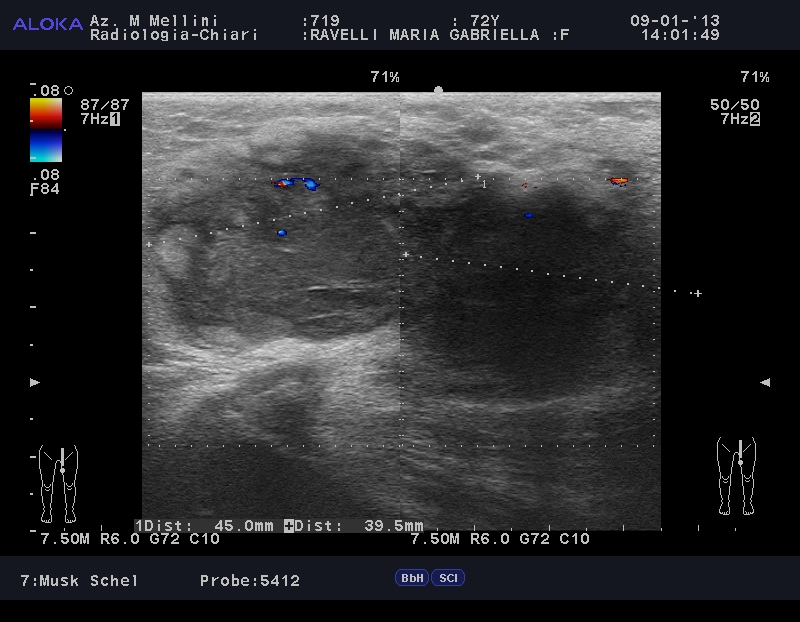 ALOKA Az. M Mellini :719 : 72Y 09-01-'13
Radiologia-Chiari :RAVELLI MARIA GABRIELLA :F 14:01:49
71% 71%
.08
87/87 50/50
7Hz1 7Hz2
.08
F84
1
1Dist: 45.0mm +Dist: 39.5mm
7.50M R6.0 G72 C10 7.50M R6.0 G72 C10
7:Musk Schel Probe:5412 BbH SCI